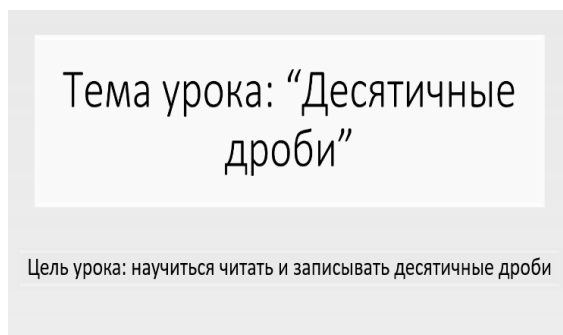 Тема урока: “Десятичные
дроби”
Цель урока: научиться читать и записывать десятичные дроби